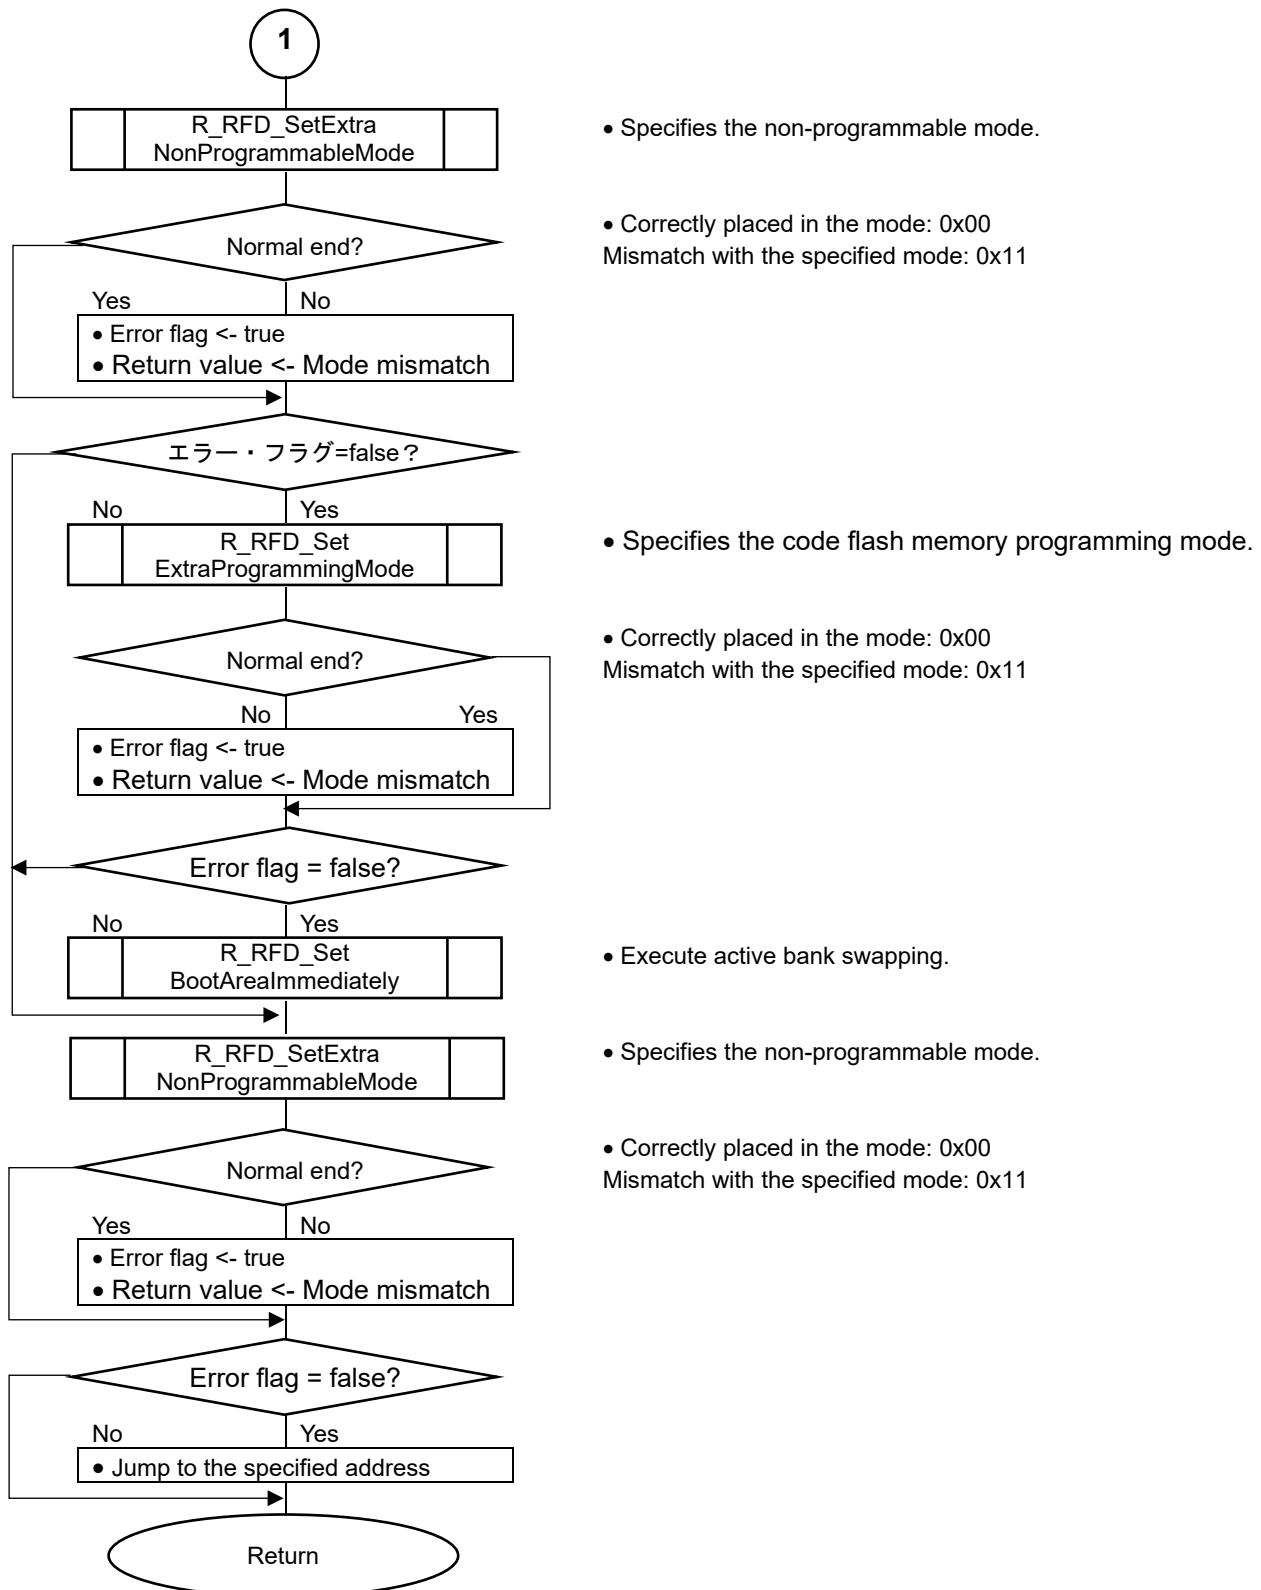 1
R_RFD_SetExtra
NonProgrammableMode
• Specifies the non-programmable mode.
Normal end?
• Correctly placed in the mode: 0x00
Mismatch with the specified mode: 0x11
Yes
No
• Error flag <- true
• Return value <- Mode mismatch
エラー・フラグ=false？
No
Yes
R_RFD_Set
ExtraProgrammingMode
• Specifies the code flash memory programming mode.
Normal end?
• Correctly placed in the mode: 0x00
Mismatch with the specified mode: 0x11
No
Yes
• Error flag <- true
• Return value <- Mode mismatch
Error flag = false?
No
Yes
R_RFD_Set
BootAreaImmediately
• Execute active bank swapping.
R_RFD_SetExtra
NonProgrammableMode
• Specifies the non-programmable mode.
Normal end?
• Correctly placed in the mode: 0x00
Mismatch with the specified mode: 0x11
Yes
No
• Error flag <- true
• Return value <- Mode mismatch
Error flag = false?
No
Yes
• Jump to the specified address
Return